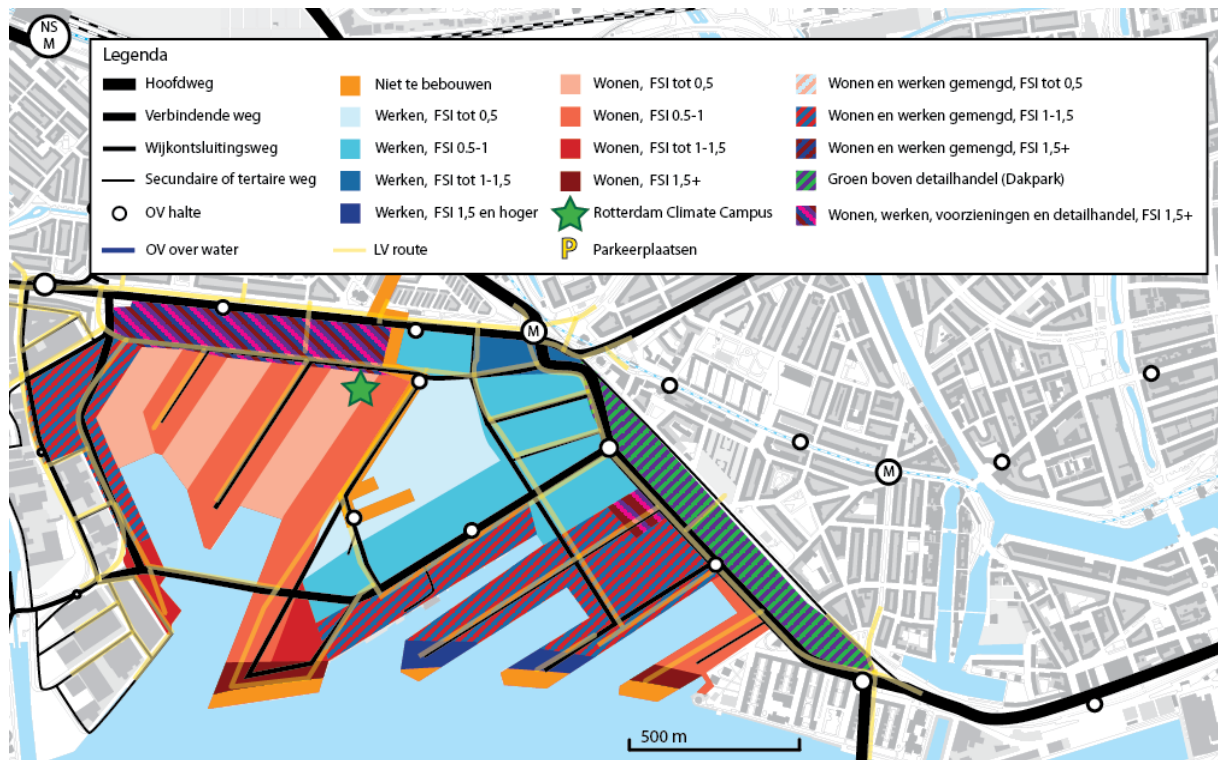 NS
M
Legenda
Hoofdweg
Verbindende weg
Wijkontsluitingsweg
Secundaire of tertaire weg
OV halte
OV over water
Niet te bebouwen
Werken, FSI tot 0,5
Werken, FSI 0.5-1
Werken, FSI tot 1-1,5
Werken, FSI 1,5 en hoger
LV route
Wonen, FSI tot 0,5
Wonen, FSI 0.5-1
Wonen, FSI tot 1-1,5
Wonen, FSI 1,5+
Rotterdam Climate Campus
P Parkeerplaatsen
Wonen en werken gemengd, FSI tot 0,5
Wonen en werken gemengd, FSI 1-1,5
Wonen en werken gemengd, FSI 1,5+
Groen boven detailhandel (Dakpark)
Wonen, werken, voorzieningen en detailhandel, FSI 1,5+
M
M
500 m